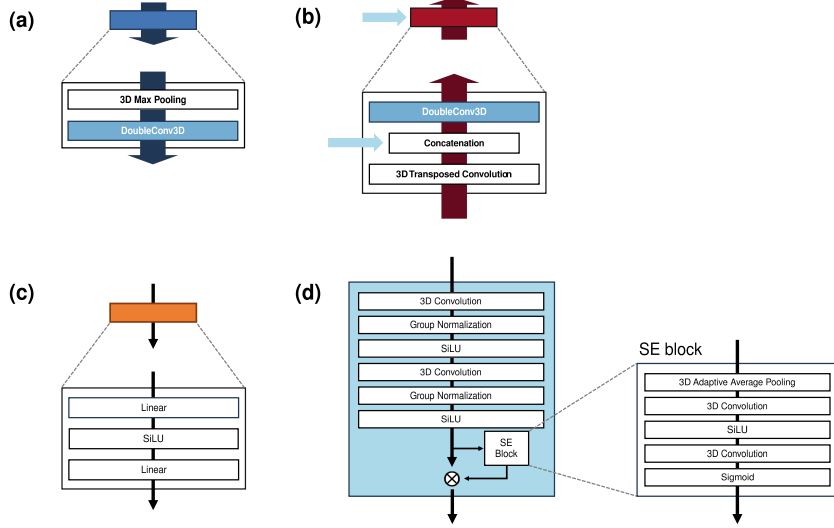 (a)
3D Max Pooling
DoubleConv3D
(b)
DoubleConv3D
Concatenation
3D Transposed Convolution
(c)
Linear
SiLU
Linear
(d)
3D Convolution
Group Normalization
SiLU
3D Convolution
Group Normalization
SiLU
SE
Block
SE block
3D Adaptive Average Pooling
3D Convolution
SiLU
3D Convolution
Sigmoid